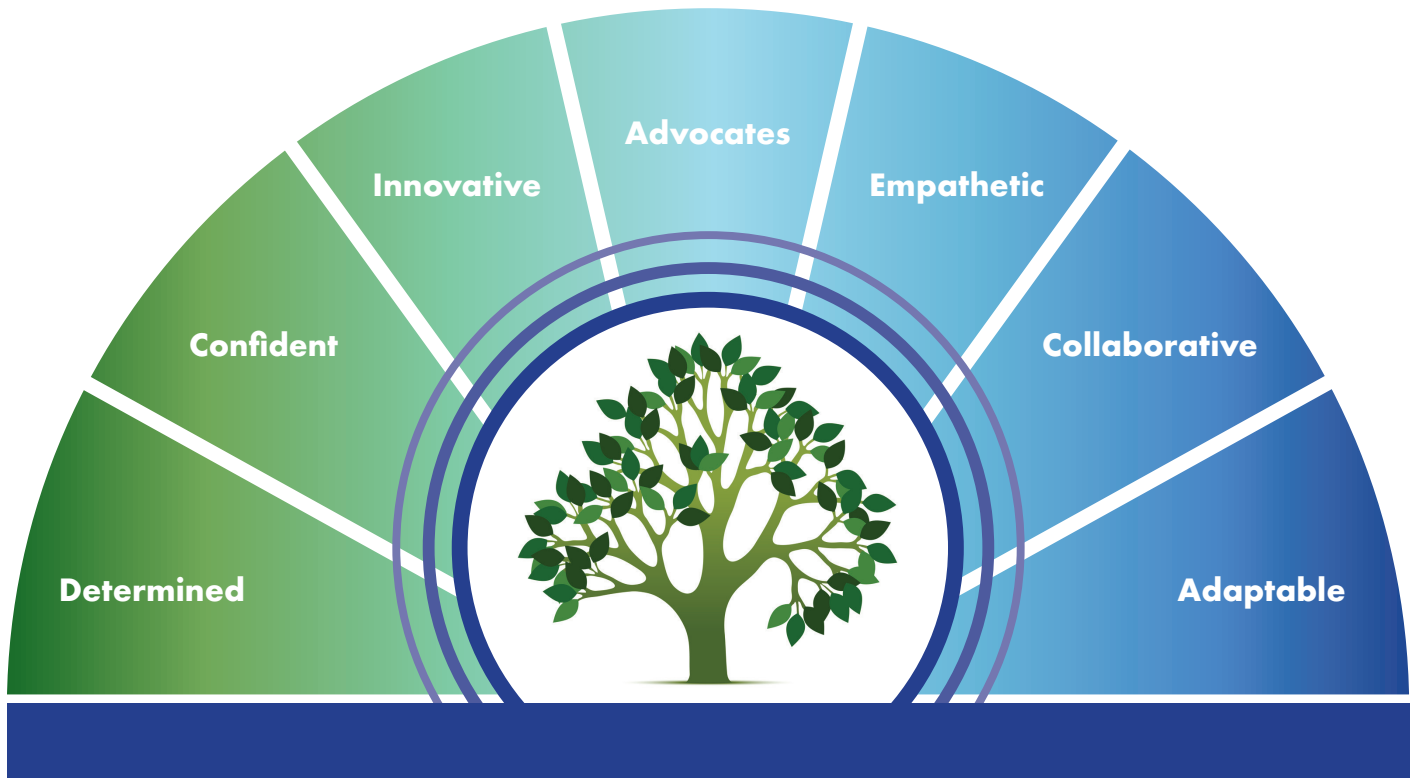 Determined
Confident
Innovative
Advocates
Empathetic
Collaborative
Adaptable